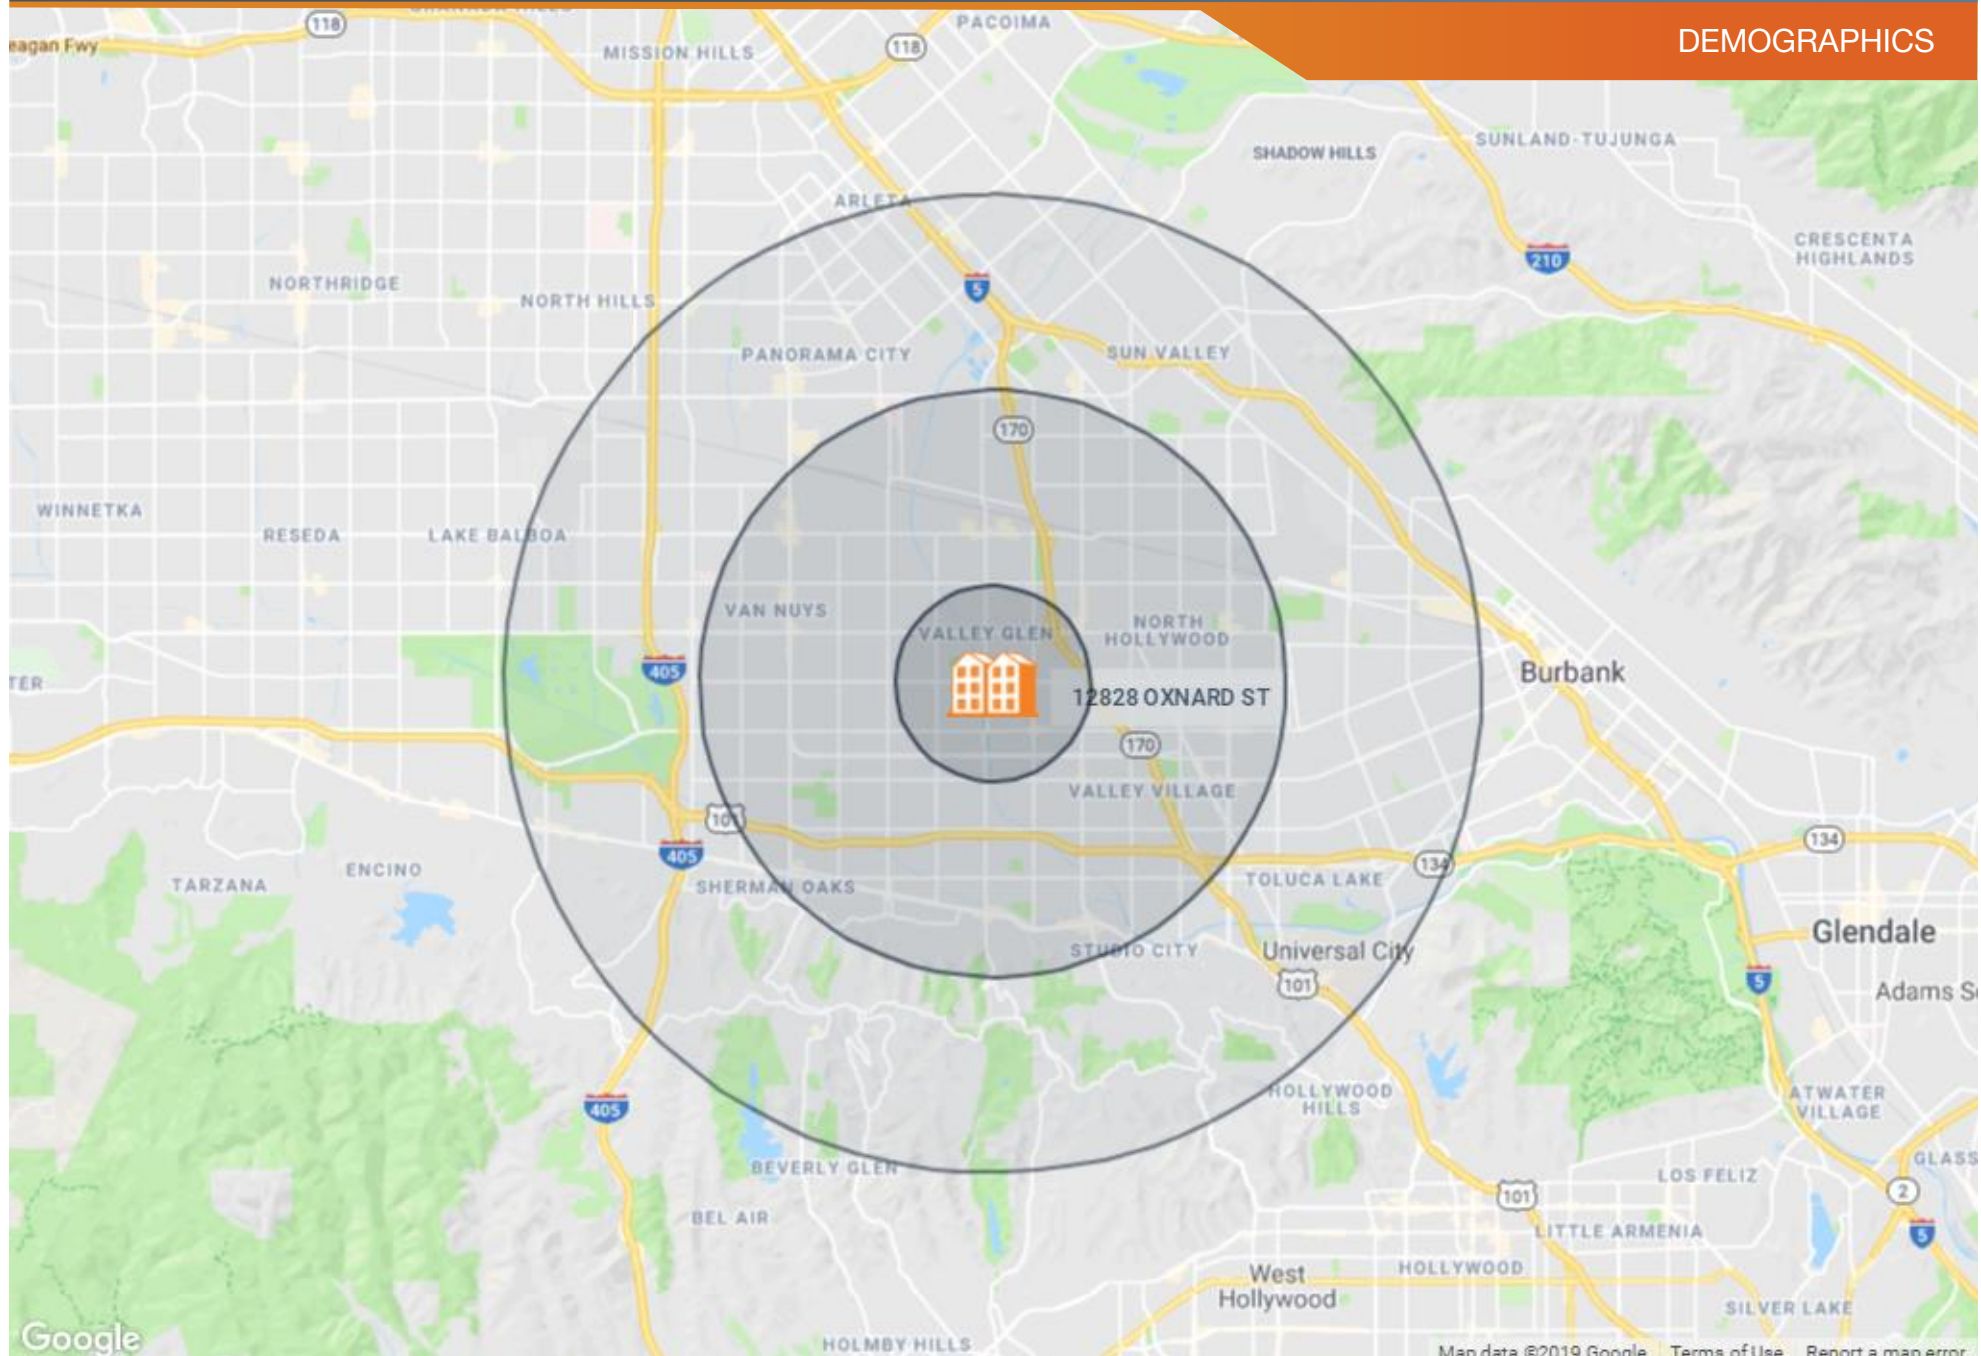 DEMOGRAPHICS
118
PACOIMA
eagan Fwy
MISSION HILLS
118
SUNLAND-TUJUNGA
SHADOW HILLS
ARLETA
CRESCENTA
HIGHLANDS
210
NORTHRIDGE
5
NORTH HILLS
PANORAMA CITY
SUN VALLEY
170
WINNETKA
RESEDA
LAKE BALBOA
VAN NUYS
NORTH
HOLLYWOOD
VALLEY GLEN
405
Burbank
TER
12828 OXNARD ST
170
VALLEY VILLAGE
101
134
405
134
ENCINO
TARZANA
SHERMAN OAKS
TOLUCA LAKE
Glendale
STUDIO CITY
Universal City
5
101
Adams S
HOLLYWOOD
HILLS
ATWATER
VILLAGE
405
BEVERLY GLEN
GLASS
LOS FELIZ
2
101
BEL AIR
LITTLE ARMENIA
5
West
Hollywood
HOLLYWOOD
SILVER LAKE
Google
HOLMBY HILLS
Map data ©2019 Google
Terms of Use
Report a map error